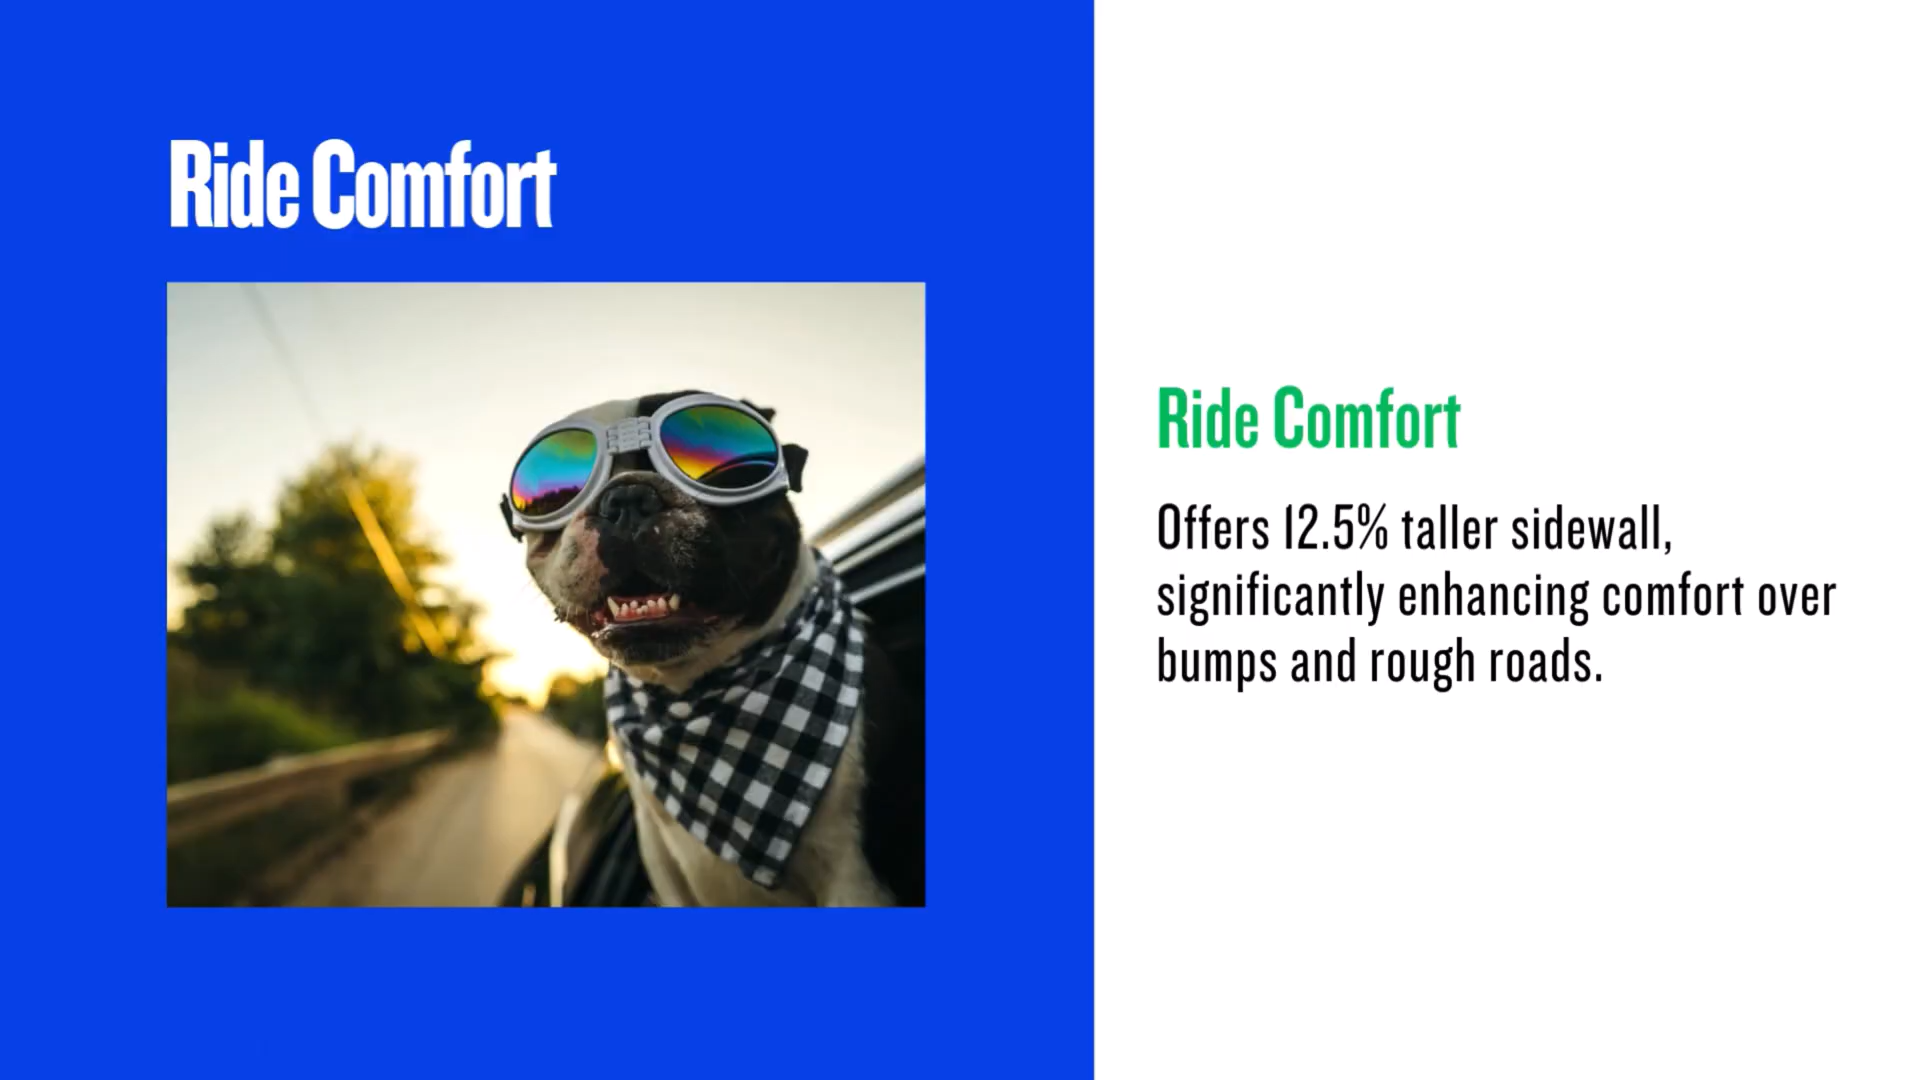 Ride Comfort
Ride Comfort
Offers 12.5% taller sidewall,
significantly enhancing comfort over
bumps and rough roads.